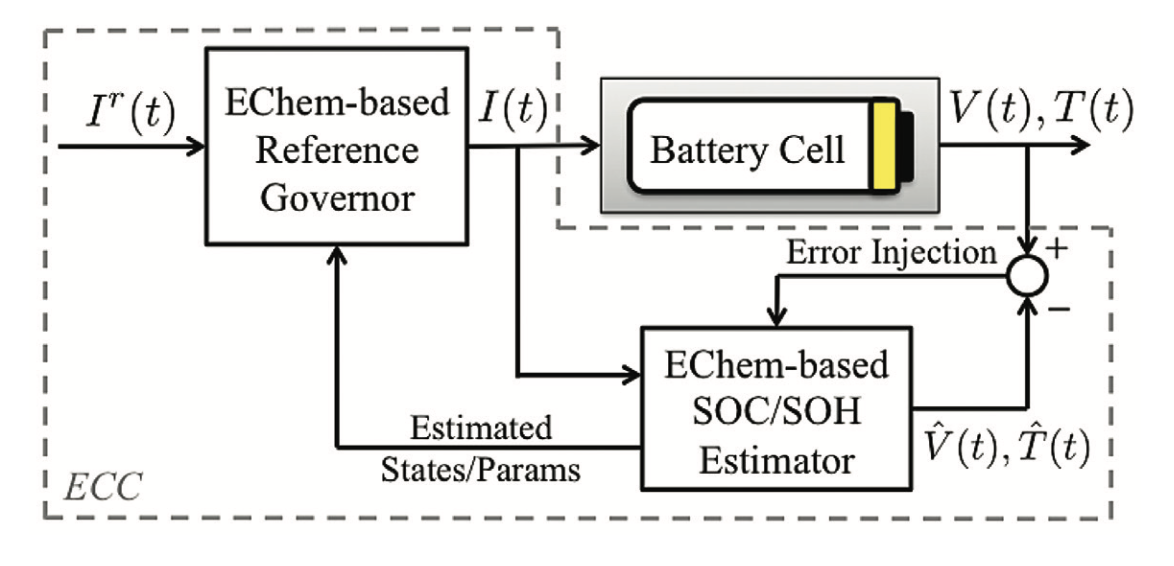 I^r(t)
EChem-based
Reference
Governor
I(t)
Battery Cell
V(t), T(t)
Error Injection
+
−
EChem-based
SOC/SOH
Estimator
V̂(t), T̂(t)
Estimated
States/Params
ECC